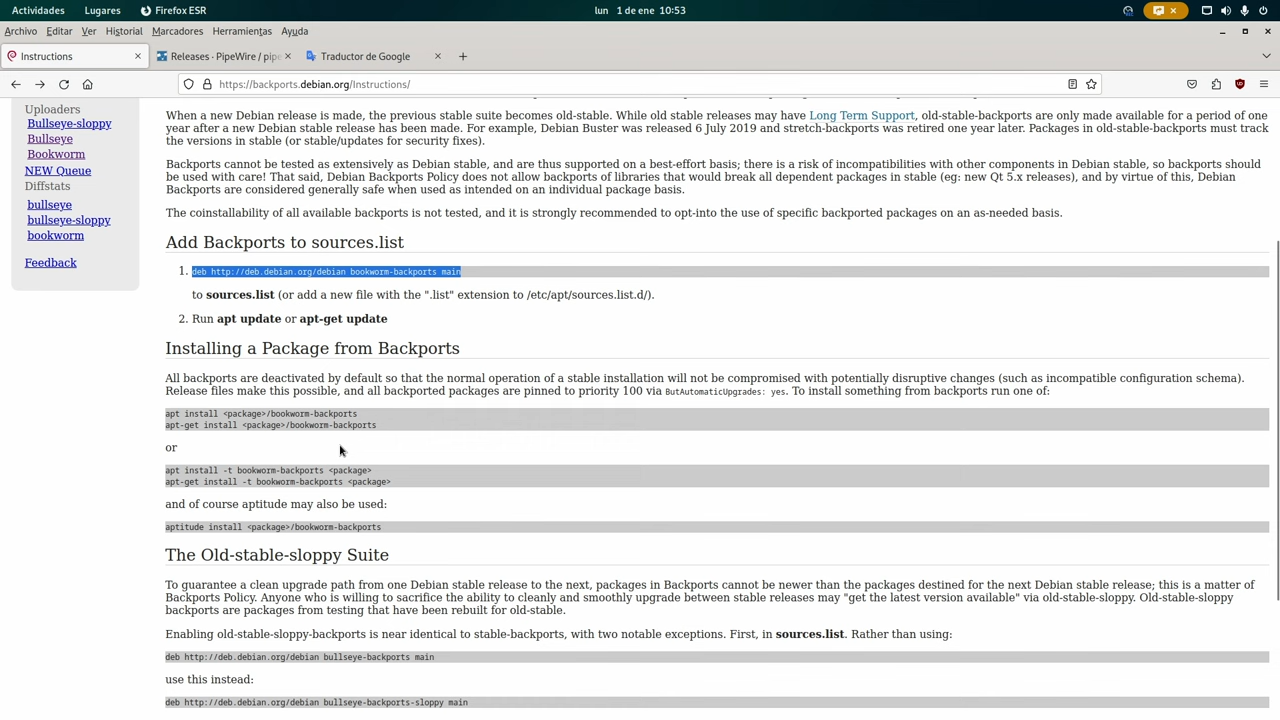 Actividades Lugares Firefox ESR lun 1 de ene 10:53
Archivo Editar Ver Historial Marcadores Herramientas Ayuda
Instructions Releases · PipeWire / pipe Traductor de Google
https://backports.debian.org/Instructions/
Uploaders
Bullseye-sloppy
Bullseye
Bookworm
NEW Queue
Diffstats
bullseye
bullseye-sloppy
bookworm
Feedback
When a new Debian release is made, the previous stable suite becomes old-stable. While old stable releases may have Long Term Support, old-stable-backports are only made available for a period of one
year after a new Debian stable release has been made. For example, Debian Buster was released 6 July 2019 and stretch-backports was retired one year later. Packages in old-stable-backports must track
the versions in stable (or stable/updates for security fixes).
Backports cannot be tested as extensively as Debian stable, and are thus supported on a best-effort basis; there is a risk of incompatibilities with other components in Debian stable, so backports should
be used with care! That said, Debian Backports Policy does not allow backports of libraries that would break all dependent packages in stable (eg: new Qt 5.x releases), and by virtue of this, Debian
Backports are considered generally safe when used as intended on an individual package basis.
The coinstallability of all available backports is not tested, and it is strongly recommended to opt-into the use of specific backported packages on an as-needed basis.
Add Backports to sources.list
1. deb http://deb.debian.org/debian bookworm-backports main
to sources.list (or add a new file with the ".list" extension to /etc/apt/sources.list.d/).
2. Run apt update or apt-get update
Installing a Package from Backports
All backports are deactivated by default so that the normal operation of a stable installation will not be compromised with potentially disruptive changes (such as incompatible configuration schema).
Release files make this possible, and all backported packages are pinned to priority 100 via ButAutomaticUpgrades: yes. To install something from backports run one of:
apt install <package>/bookworm-backports
apt-get install <package>/bookworm-backports
or
apt install -t bookworm-backports <package>
apt-get install -t bookworm-backports <package>
and of course aptitude may also be used:
aptitude install <package>/bookworm-backports
The Old-stable-sloppy Suite
To guarantee a clean upgrade path from one Debian stable release to the next, packages in Backports cannot be newer than the packages destined for the next Debian stable release; this is a matter of
Backports Policy. Anyone who is willing to sacrifice the ability to cleanly and smoothly upgrade between stable releases may "get the latest version available" via old-stable-sloppy. Old-stable-sloppy
backports are packages from testing that have been rebuilt for old-stable.
Enabling old-stable-sloppy-backports is near identical to stable-backports, with two notable exceptions. First, in sources.list. Rather than using:
deb http://deb.debian.org/debian bullseye-backports main
use this instead:
deb http://deb.debian.org/debian bullseye-backports-sloppy main